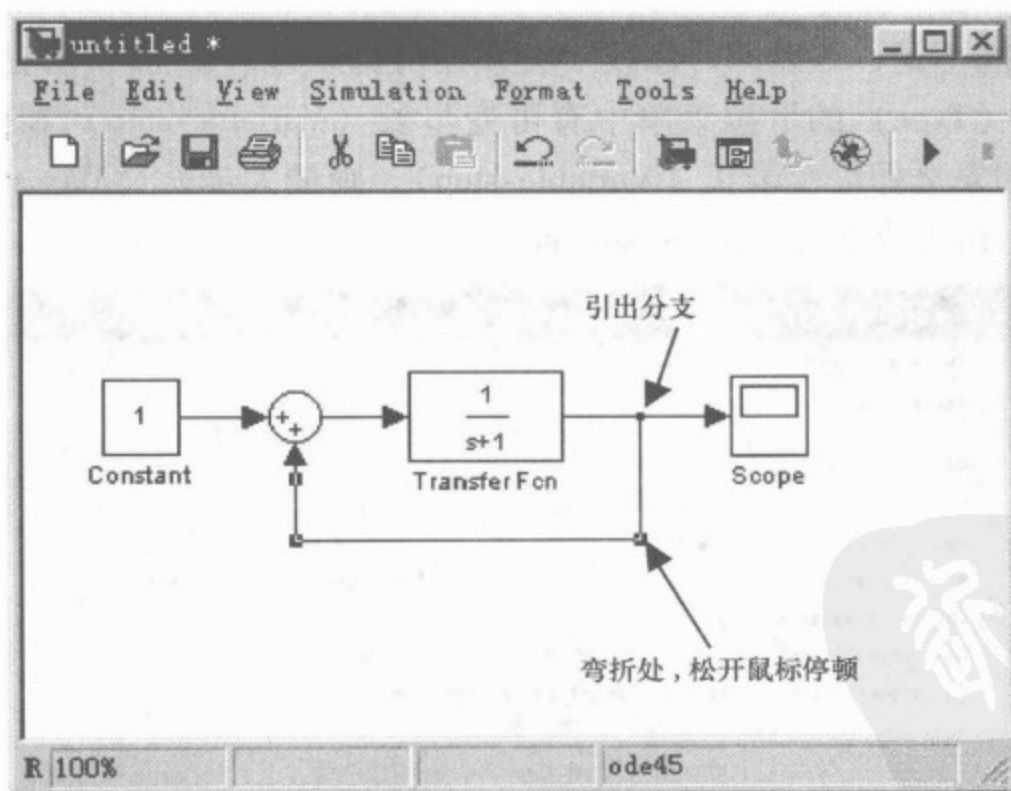 untitled *
File Edit View Simulation Format Tools Help
引出分支
1
Constant
+
+
1
s+1
Transfer Fcn
Scope
弯折处,松开鼠标停顿
R 100%
ode45